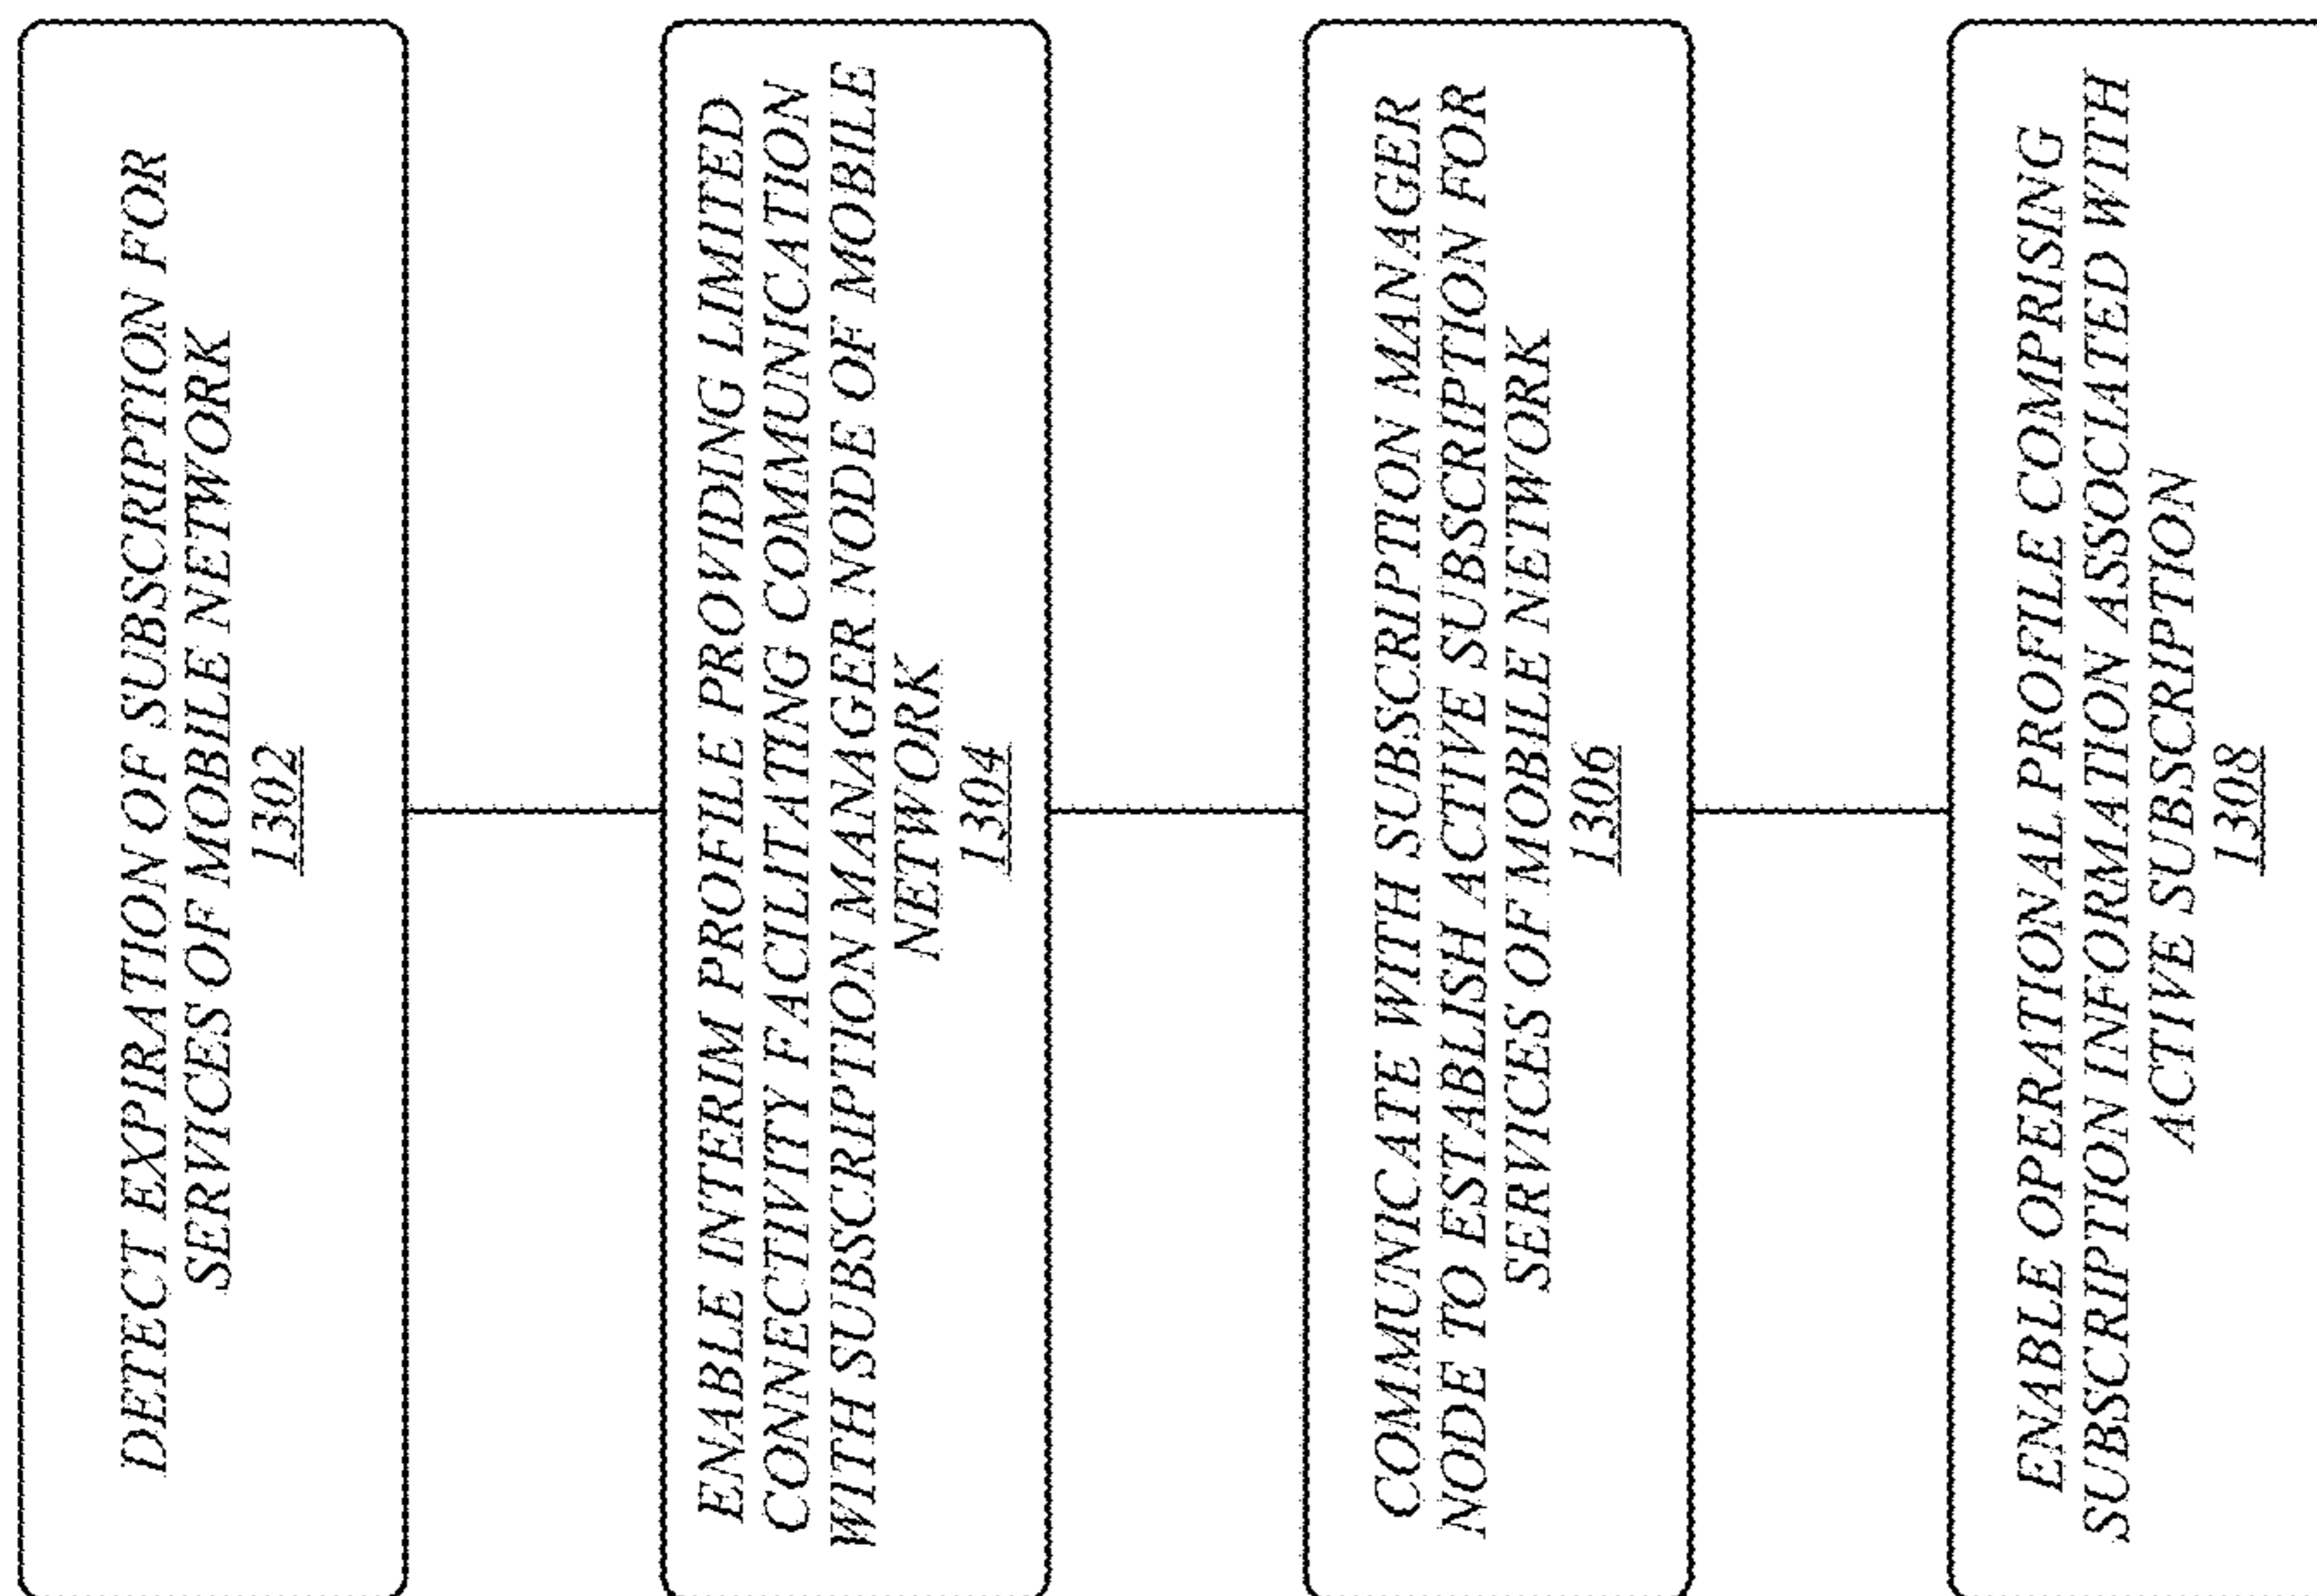 DETECT EXPIRATION OF SUBSCRIPTION FOR
SERVICES OF MOBILE NETWORK
1302
ENABLE INTERIM PROFILE PROVIDING LIMITED
CONNECTIVITY FACILITATING COMMUNICATION
WITH SUBSCRIPTION MANAGER NODE OF MOBILE
NETWORK
1304
COMMUNICATE WITH SUBSCRIPTION MANAGER
NODE TO ESTABLISH ACTIVE SUBSCRIPTION FOR
SERVICES OF MOBILE NETWORK
1306
ENABLE OPERATIONAL PROFILE COMPRISING
SUBSCRIPTION INFORMATION ASSOCIATED WITH
ACTIVE SUBSCRIPTION
1308